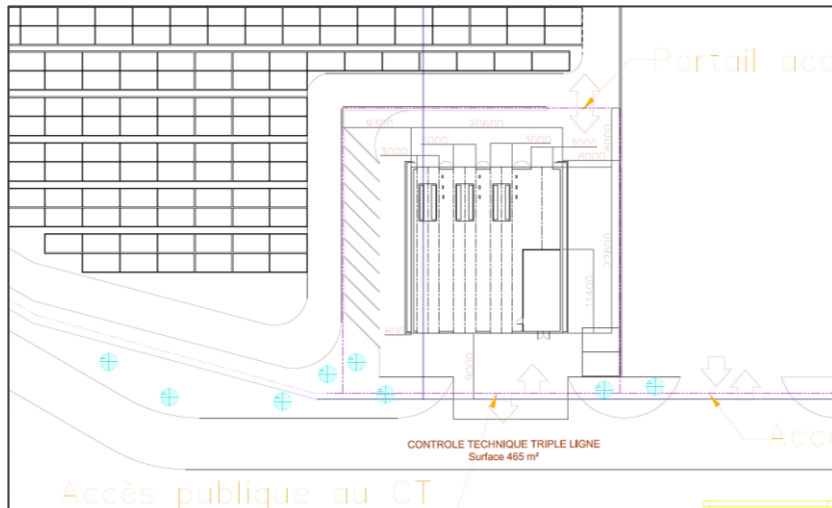 Portail acc
9300
20600
3000
3000
3000
3000
8000
8000
22600
11400
800
9000
CONTROLE TECHNIQUE TRIPLE LIGNE
Surface 465 m²
Acc
Accès publique au CT